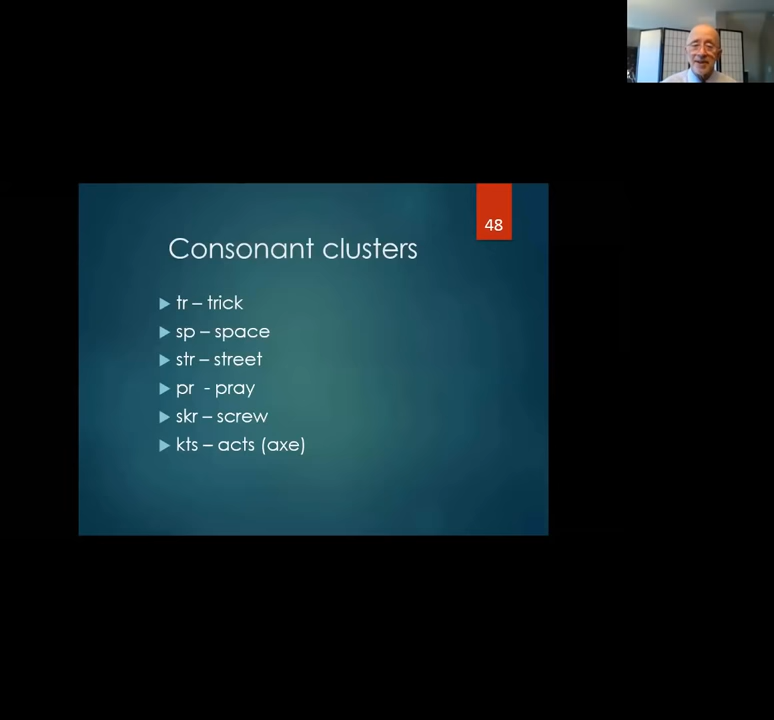 48
Consonant clusters
tr – trick
sp – space
str – street
pr - pray
skr – screw
kts – acts (axe)